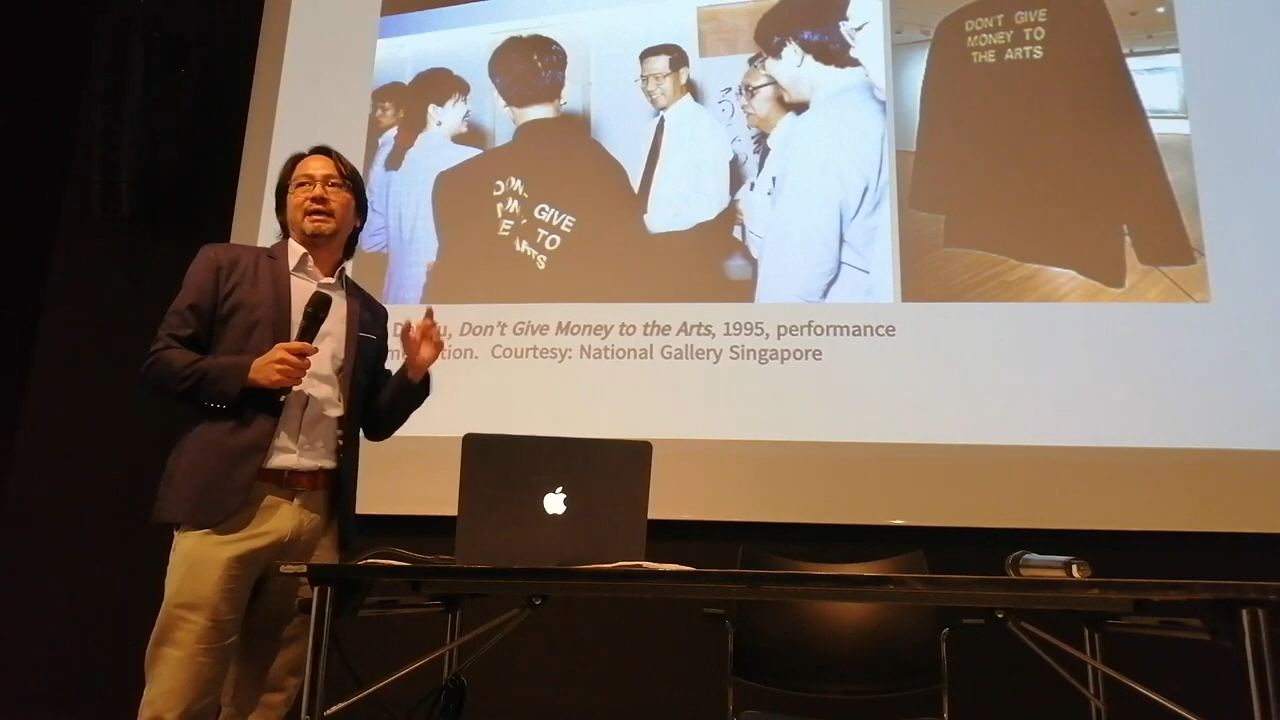 DON'T GIVE
MONEY TO
THE ARTS
GIVE
TO
ARTS
Don't Give Money to the Arts, 1995, performance
Courtesy: National Gallery Singapore